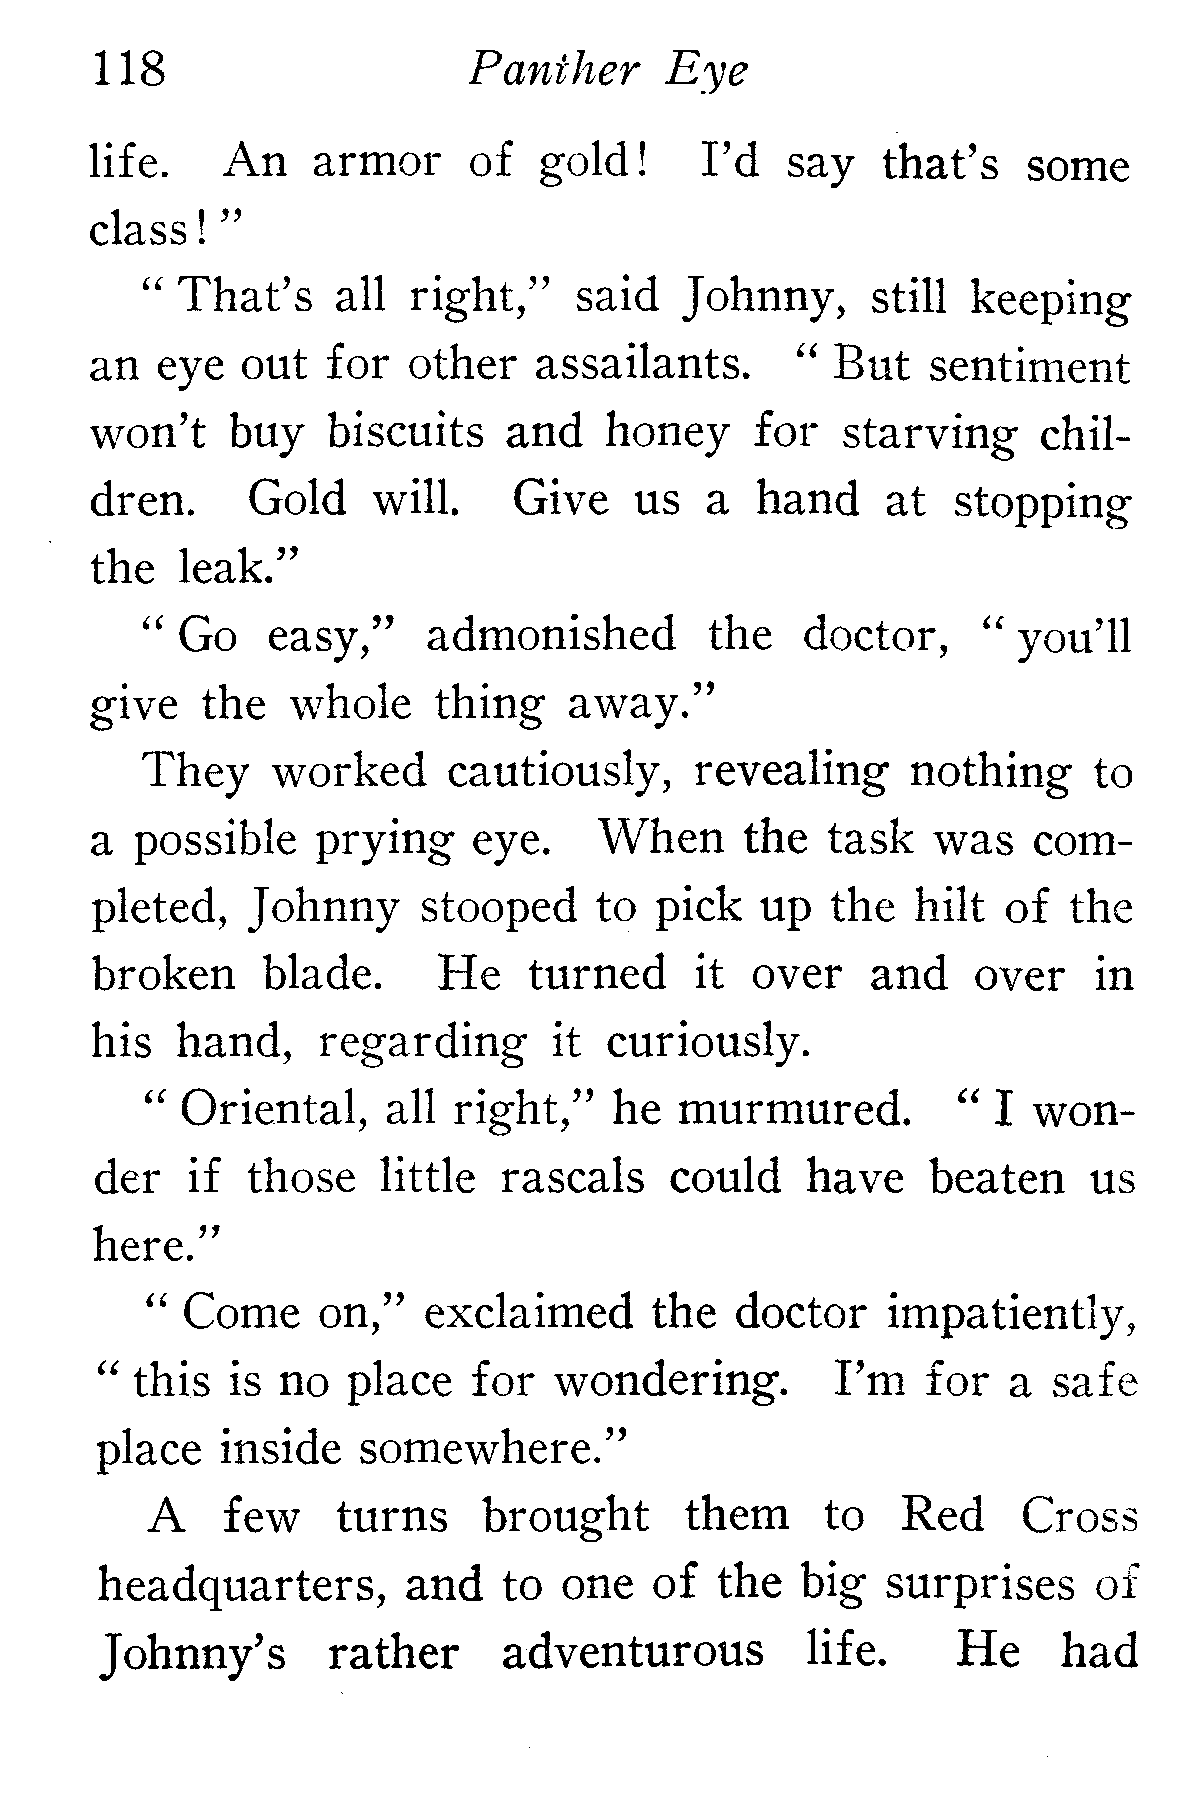 118 Panther Eye
life. An armor of gold! I'd say that's some
class!"
"That's all right," said Johnny, still keeping
an eye out for other assailants. "But sentiment
won't buy biscuits and honey for starving chil-
dren. Gold will. Give us a hand at stopping
the leak."
"Go easy," admonished the doctor, "you'll
give the whole thing away."
They worked cautiously, revealing nothing to
a possible prying eye. When the task was com-
pleted, Johnny stooped to pick up the hilt of the
broken blade. He turned it over and over in
his hand, regarding it curiously.
"Oriental, all right," he murmured. "I won-
der if those little rascals could have beaten us
here."
"Come on," exclaimed the doctor impatiently,
"this is no place for wondering. I'm for a safe
place inside somewhere."
A few turns brought them to Red Cross
headquarters, and to one of the big surprises of
Johnny's rather adventurous life. He had